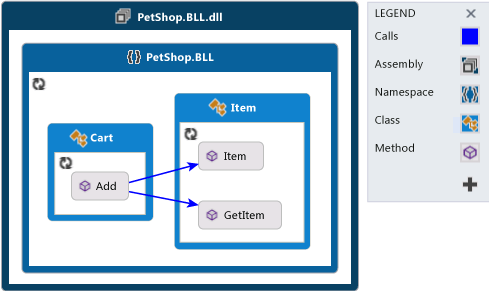 PetShop.BLL.dll
PetShop.BLL
Cart
Add
Item
Item
GetItem
LEGEND
Calls
Assembly
Namespace
Class
Method